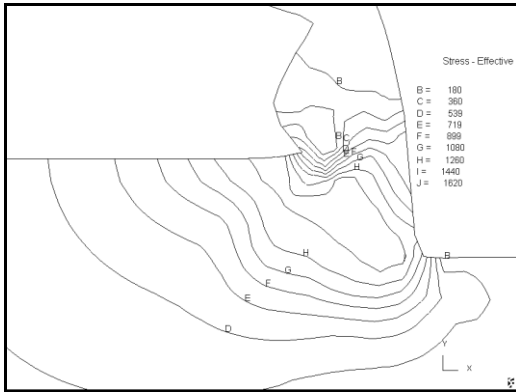 Stress - Effective
B = 180
C = 360
D = 539
E = 719
F = 899
G = 1080
H = 1260
I = 1440
J = 1620
B
B
C
D
E
F
G
H
H
G
F
E
D
B
Y
X